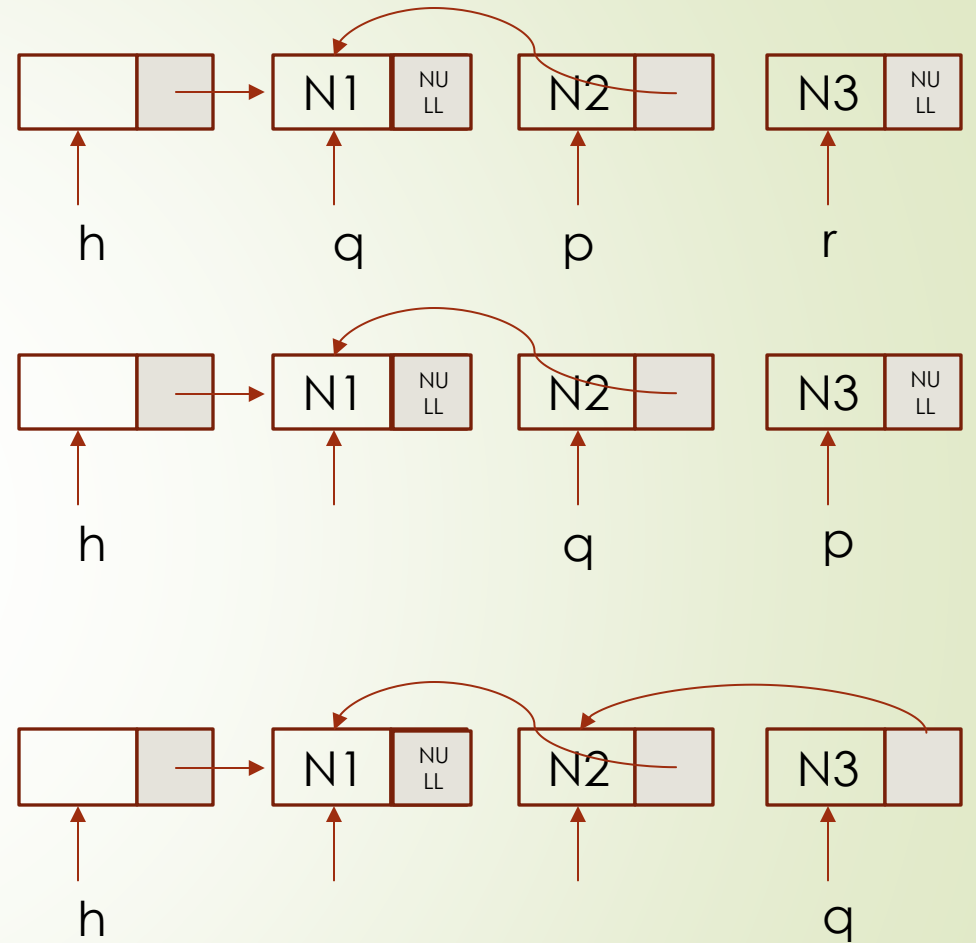 N1 NU N2 N3 NU
LL LL
h q p r
N1 NU N2 N3 NU
LL LL
h q p
N1 NU N2 N3
LL
h q